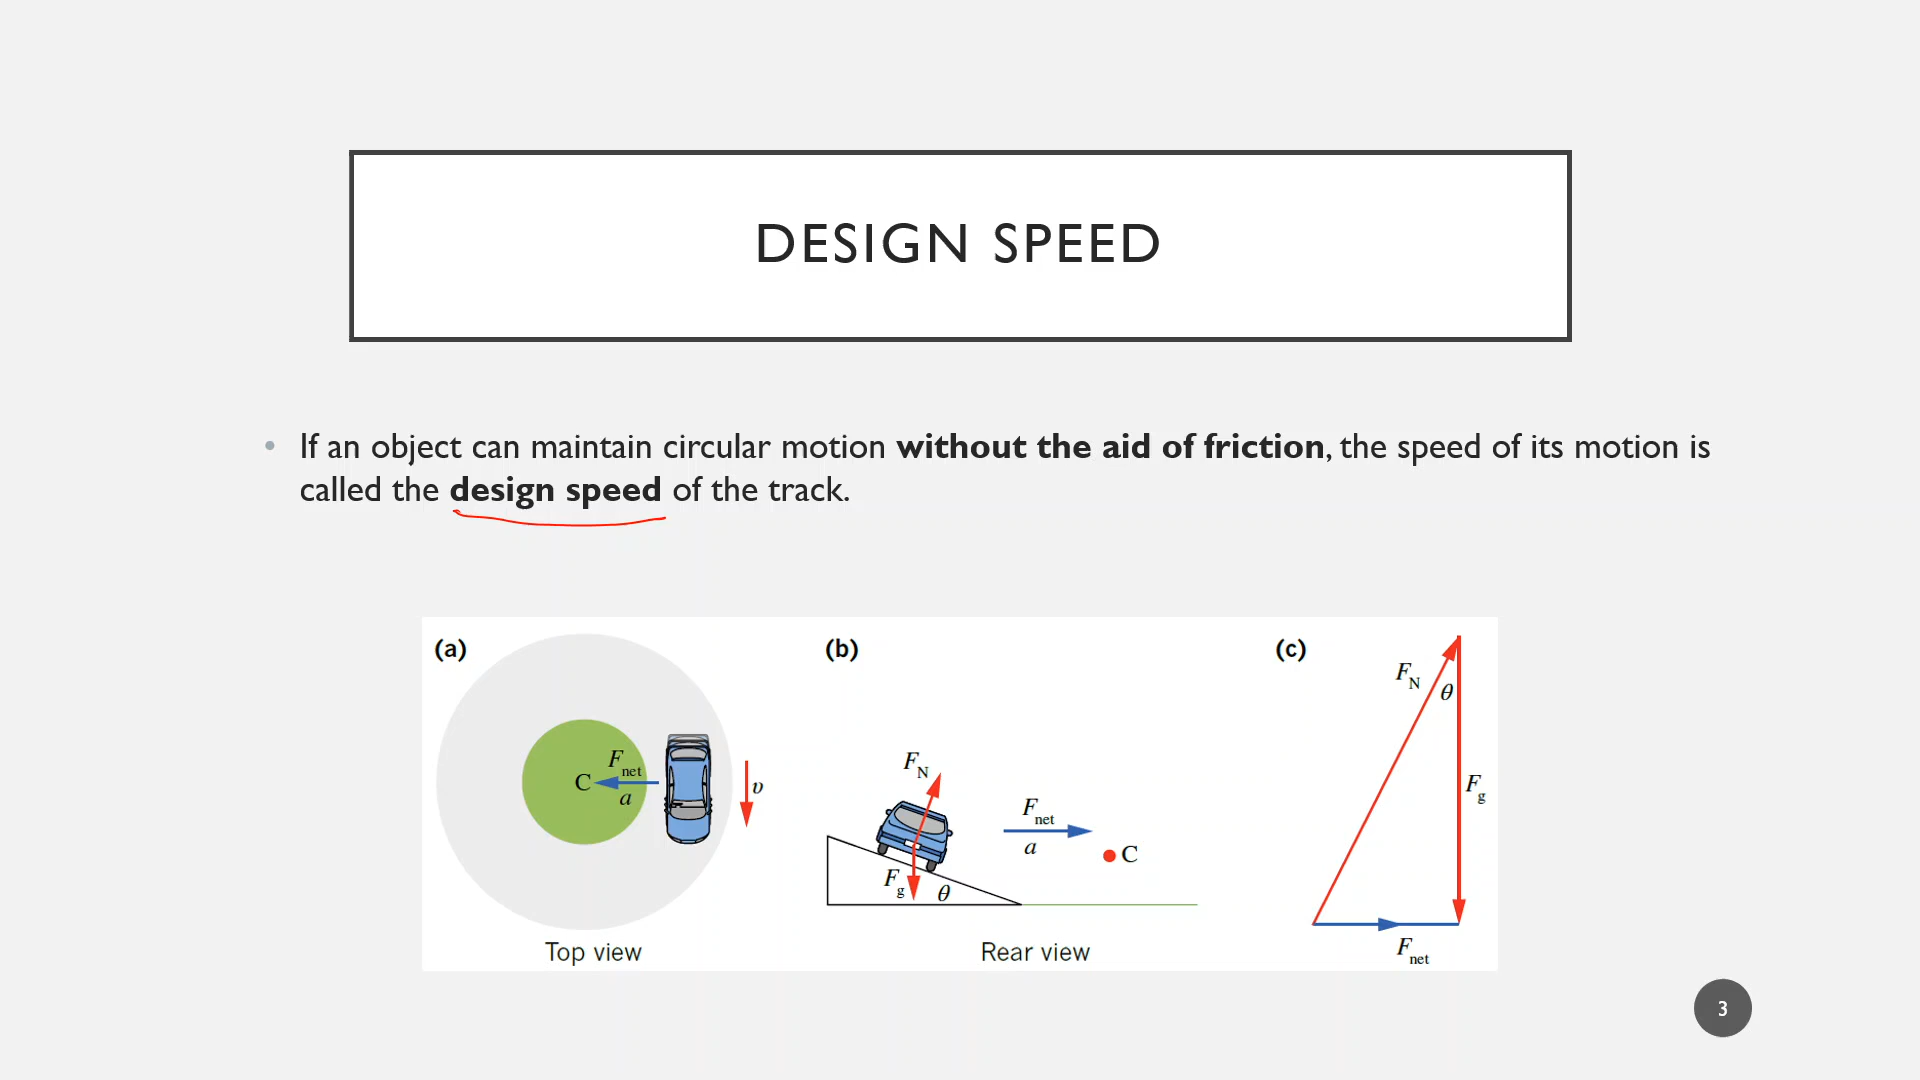 DESIGN SPEED
• If an object can maintain circular motion without the aid of friction, the speed of its motion is
called the design speed of the track.
(a)
C
Fnet
a
υ
Top view
(b)
FN
Fg
θ
Fnet
a
C
Rear view
(c)
FN
θ
Fg
Fnet
3